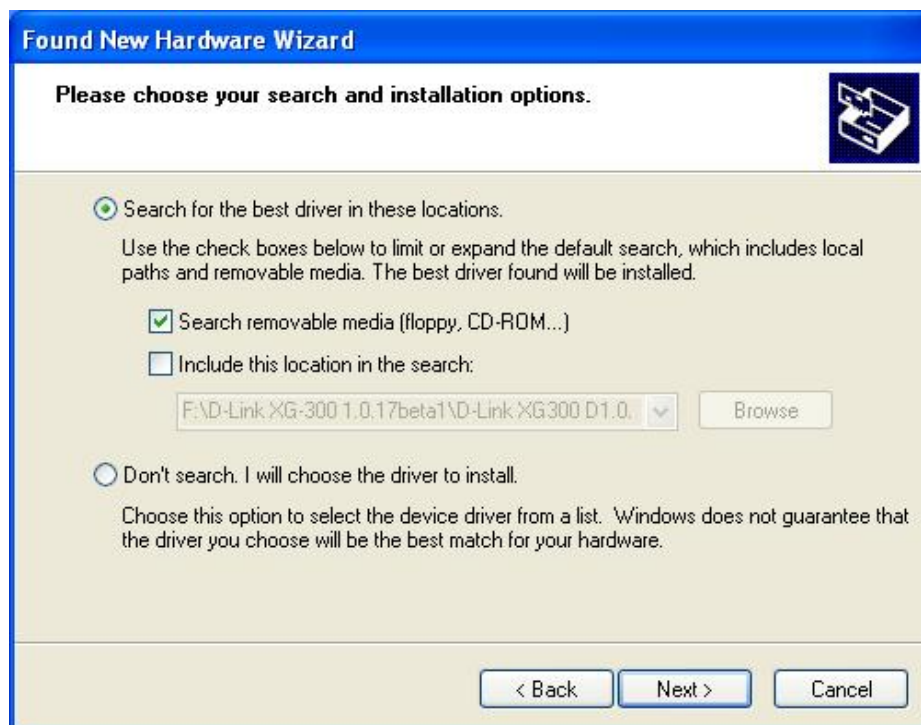 Found New Hardware Wizard
Please choose your search and installation options.
Search for the best driver in these locations.
Use the check boxes below to limit or expand the default search, which includes local
paths and removable media. The best driver found will be installed.
Search removable media (floppy, CD-ROM...)
Include this location in the search:
F:\D-Link XG-300 1.0.17beta1\D-Link XG300 D1.0.
Browse
Don't search. I will choose the driver to install.
Choose this option to select the device driver from a list. Windows does not guarantee that
the driver you choose will be the best match for your hardware.
< Back
Next >
Cancel